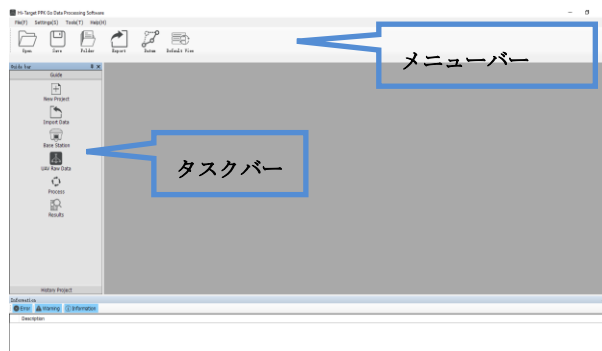 Hi-Target PPK Go Data Processing Software
File(F) Settings(S) Tools(T) Help(H)
Open Save Folder Export Datum Default View
メニューバー
Guide bar
Guide
New Project
Import Data
Base Station
UAV Raw Data
タスクバー
Process
Results
History Project
Information
Error Warning Information
Description